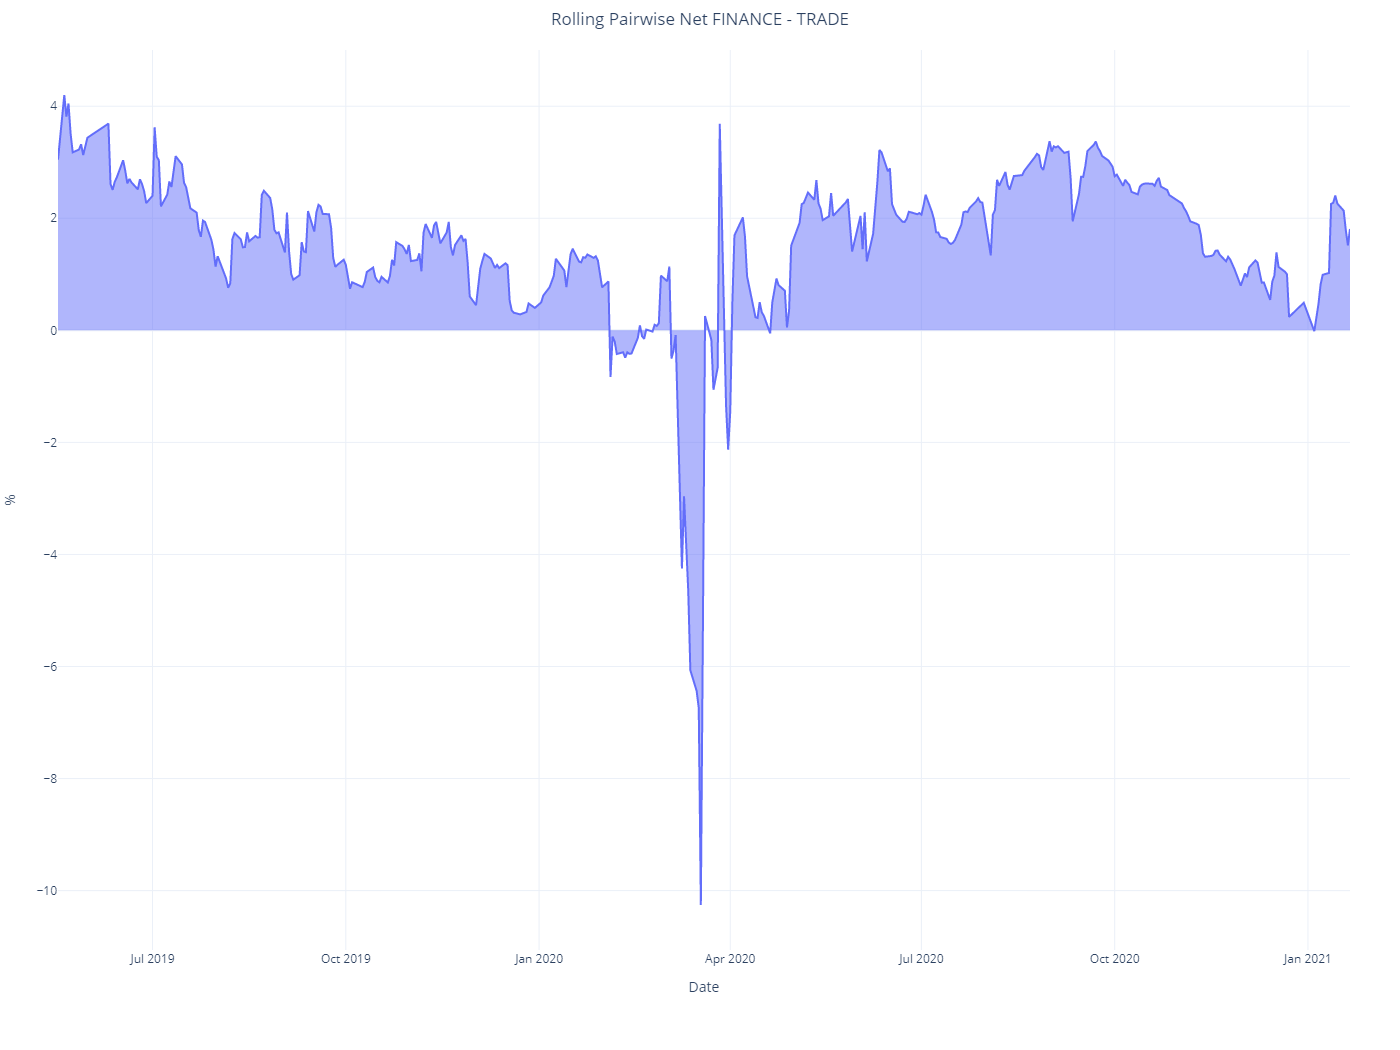 Rolling Pairwise Net FINANCE - TRADE
4
2
0
−2
−4
−6
−8
−10
%
Jul 2019
Oct 2019
Jan 2020
Apr 2020
Jul 2020
Oct 2020
Jan 2021
Date